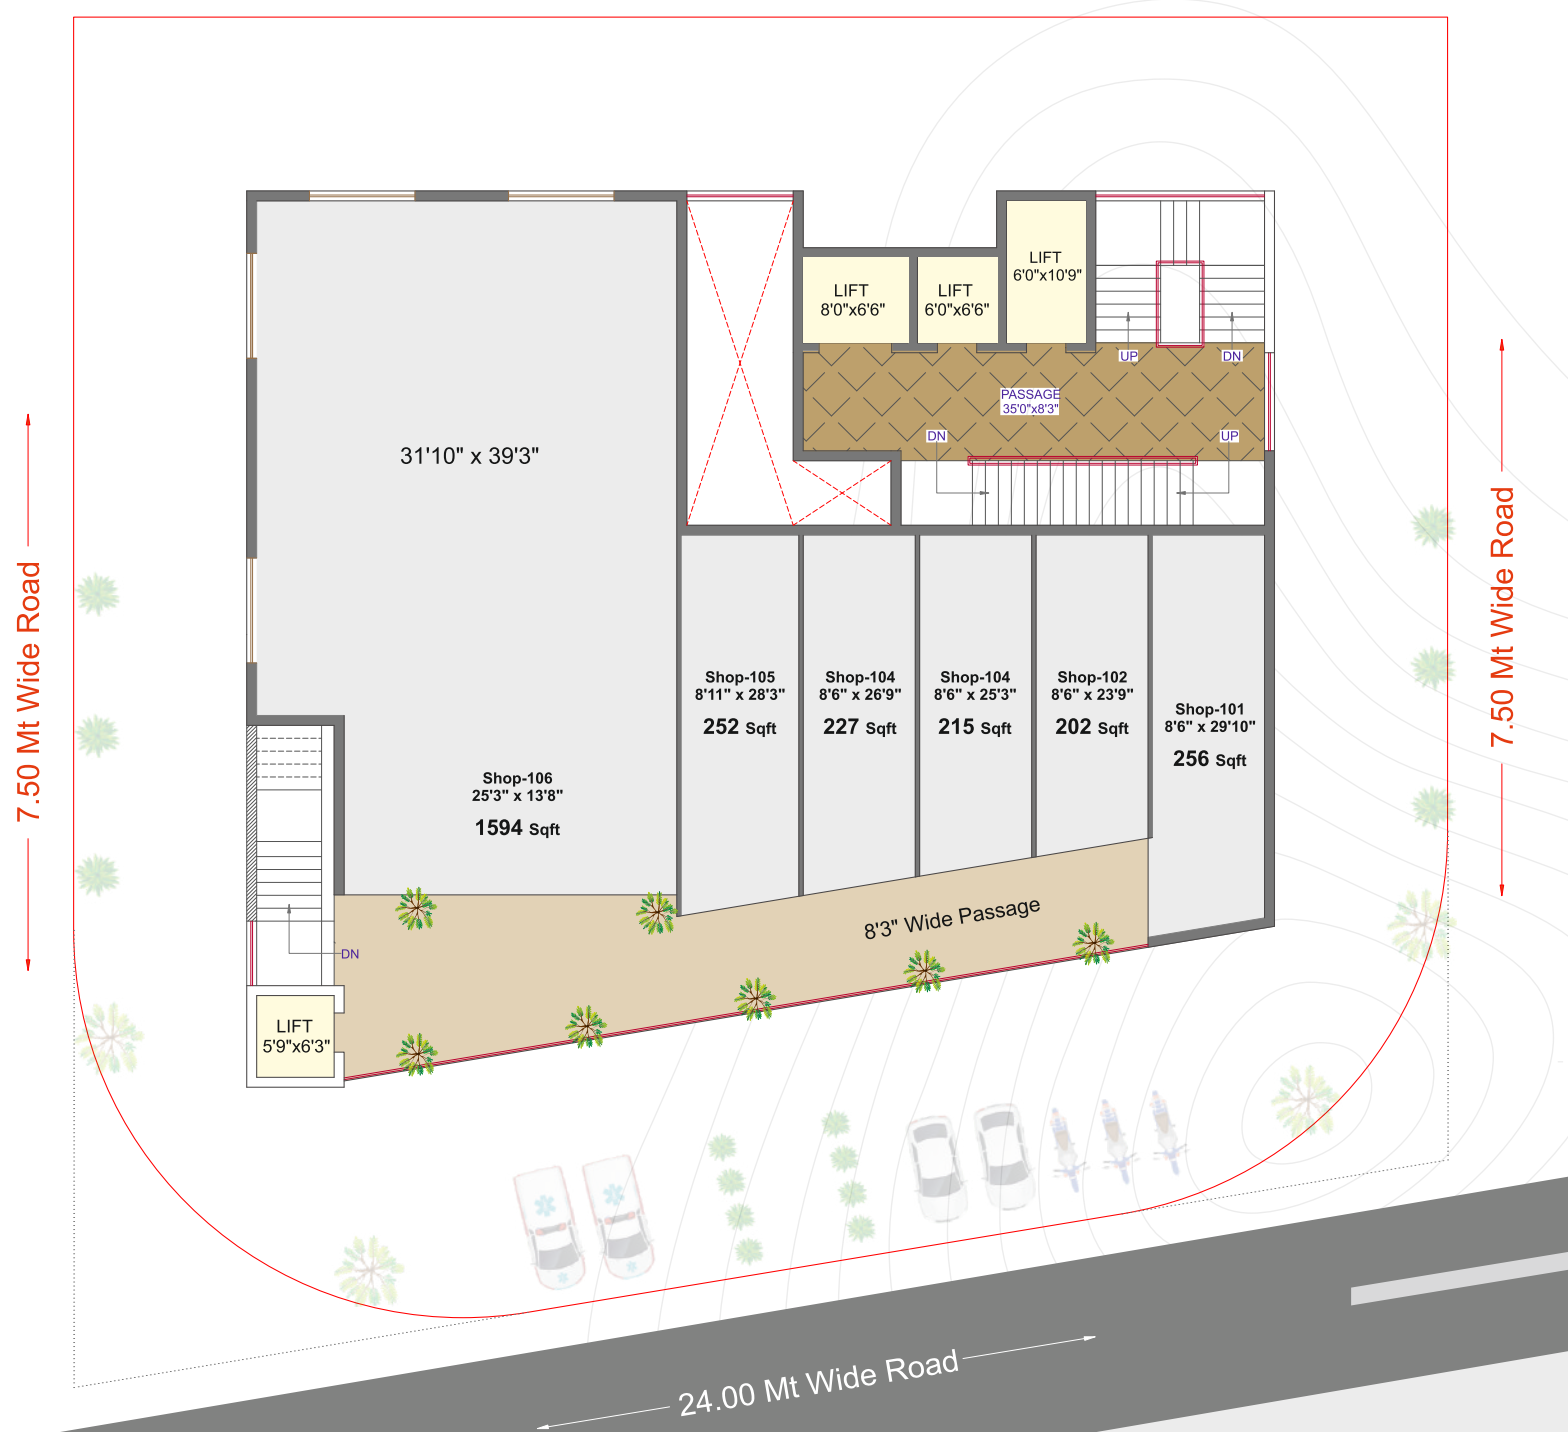 LIFT
6'0"x10'9"
LIFT
8'0"x6'6"
LIFT
6'0"x6'6"
UP
DN
PASSAGE
35'0"x8'3"
DN
UP
31'10" x 39'3"
7.50 Mt Wide Road
7.50 Mt Wide Road
Shop-105
8'11" x 28'3"
252 Sqft
Shop-104
8'6" x 26'9"
227 Sqft
Shop-104
8'6" x 25'3"
215 Sqft
Shop-102
8'6" x 23'9"
202 Sqft
Shop-101
8'6" x 29'10"
256 Sqft
Shop-106
25'3" x 13'8"
1594 Sqft
8'3" Wide Passage
DN
LIFT
5'9"x6'3"
24.00 Mt Wide Road